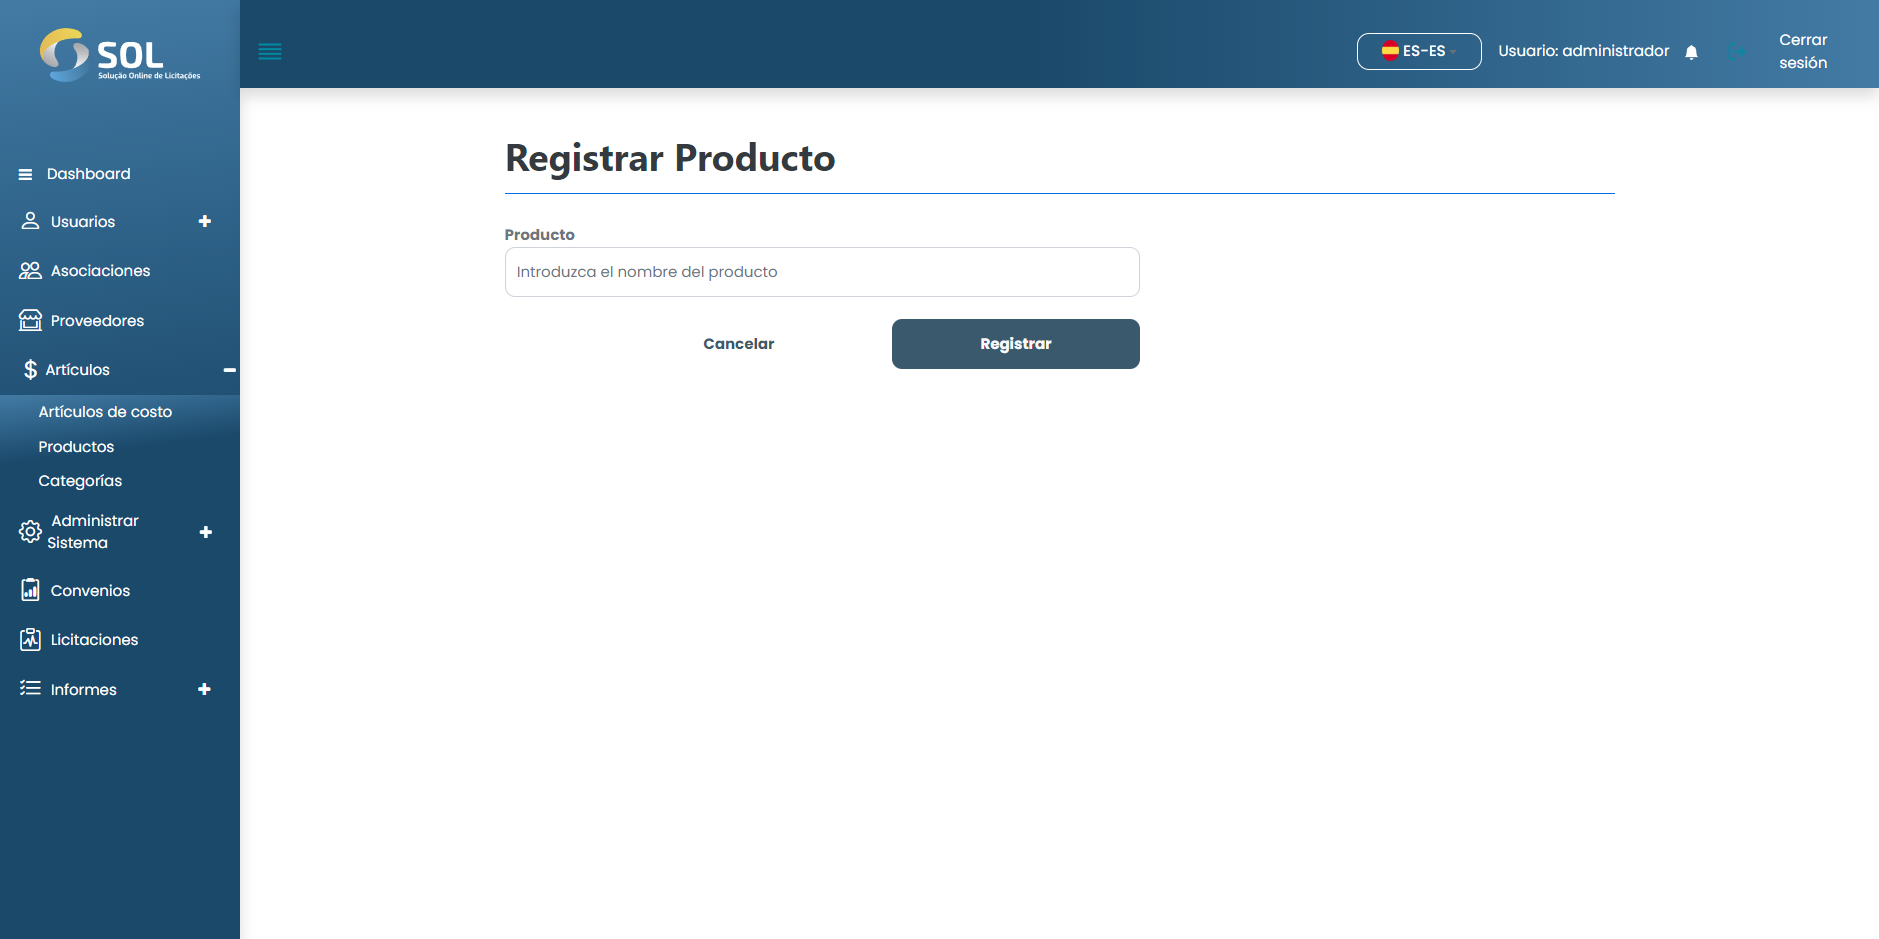 SOL
Solução Online de Licitações
ES-ES
Usuario: administrador
Cerrar
sesión
Dashboard
Usuarios
Asociaciones
Proveedores
Artículos
Artículos de costo
Productos
Categorías
Administrar
Sistema
Convenios
Licitaciones
Informes
Registrar Producto
Producto
Introduzca el nombre del producto
Cancelar
Registrar